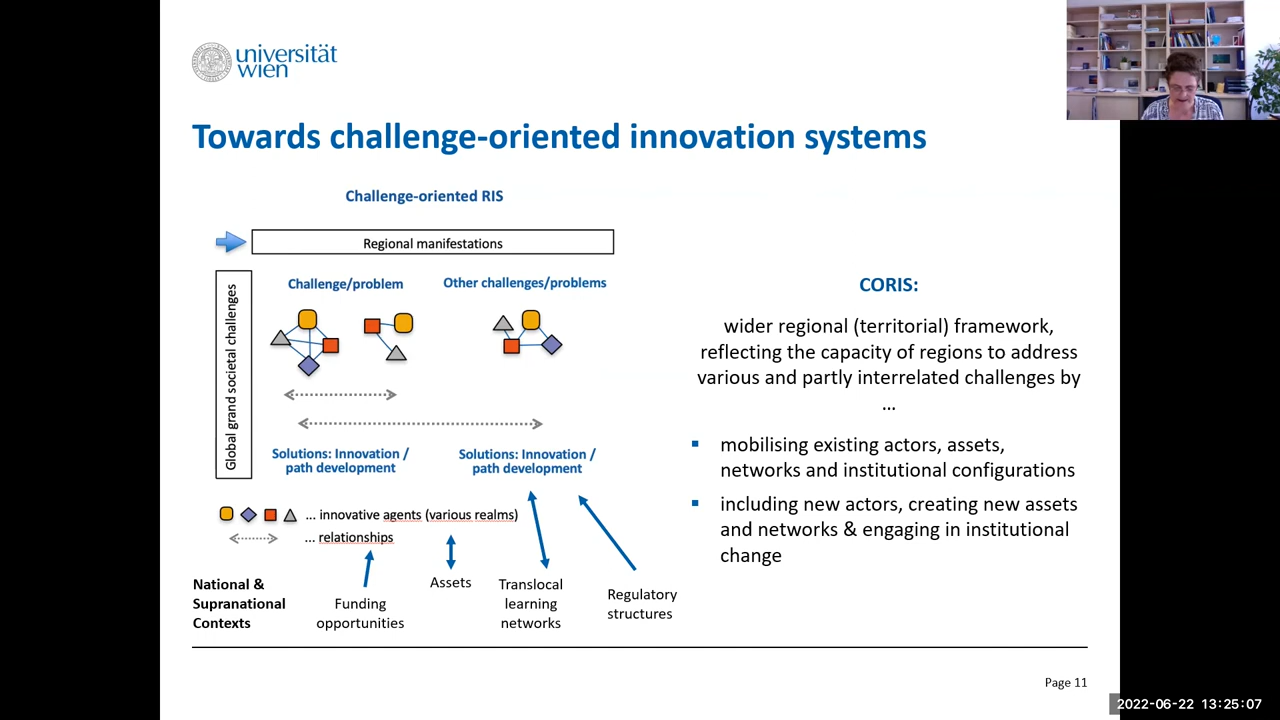 universität
wien
Towards challenge-oriented innovation systems
Challenge-oriented RIS
Regional manifestations
Global grand societal challenges
Challenge/problem
Other challenges/problems
Solutions: Innovation /
path development
Solutions: Innovation /
path development
... innovative agents (various realms)
... relationships
National &
Supranational
Contexts
Funding
opportunities
Assets
Translocal
learning
networks
Regulatory
structures
CORIS:
wider regional (territorial) framework,
reflecting the capacity of regions to address
various and partly interrelated challenges by
...
mobilising existing actors, assets,
networks and institutional configurations
including new actors, creating new assets
and networks & engaging in institutional
change
Page 11
2022-06-22 13:25:07